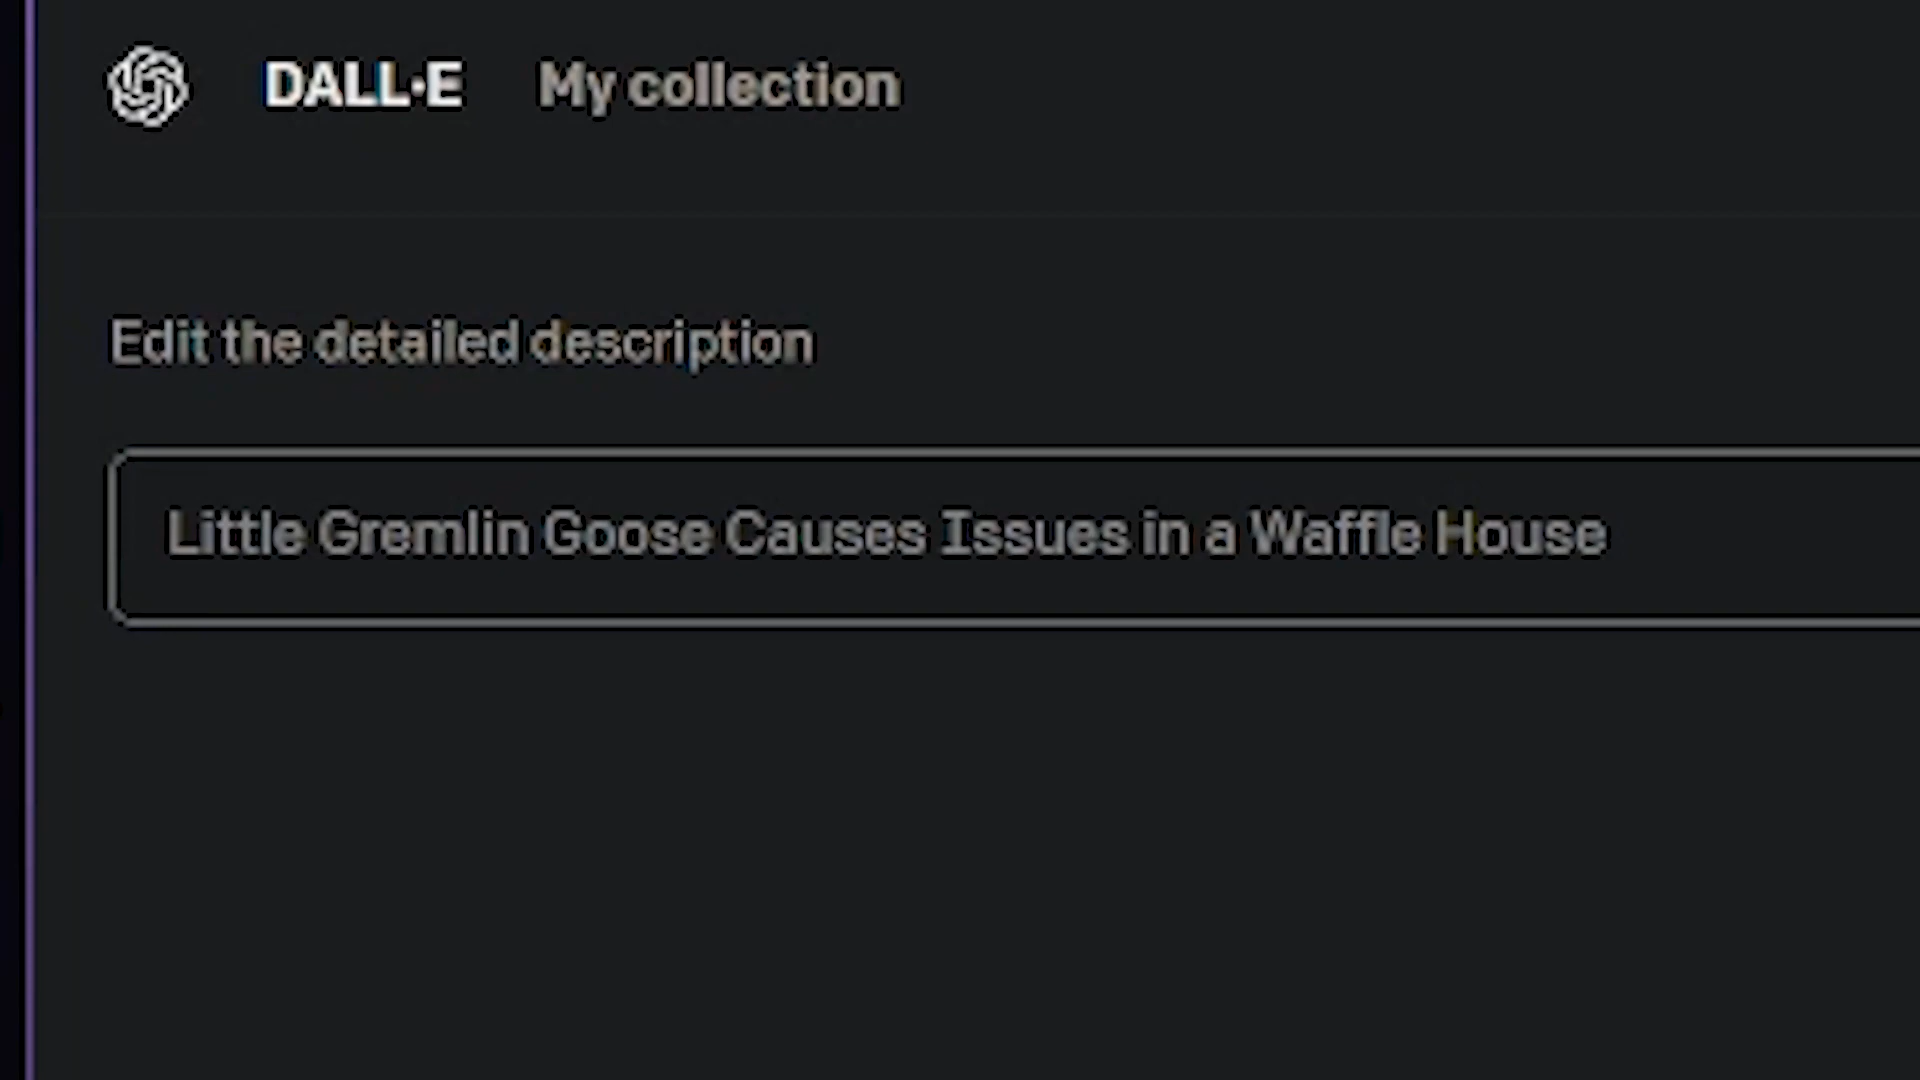 DALL·E My collection
Edit the detailed description
Little Gremlin Goose Causes Issues in a Waffle House